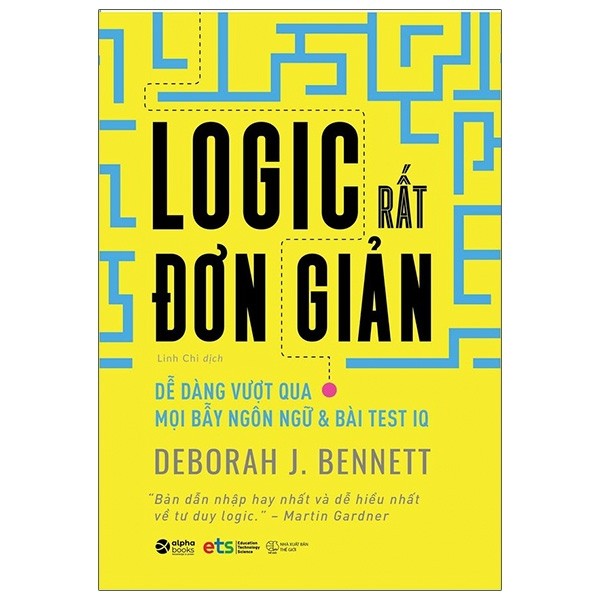 LOGIC RẤT
ĐƠN GIẢN
Linh Chi dịch
DỄ DÀNG VƯỢT QUA
MỌI BẪY NGÔN NGỮ & BÀI TEST IQ
DEBORAH J. BENNETT
“Bản dẫn nhập hay nhất và dễ hiểu nhất
về tư duy logic.” – Martin Gardner
alpha books
ets Education Technology Science
NHÀ XUẤT BẢN THẾ GIỚI